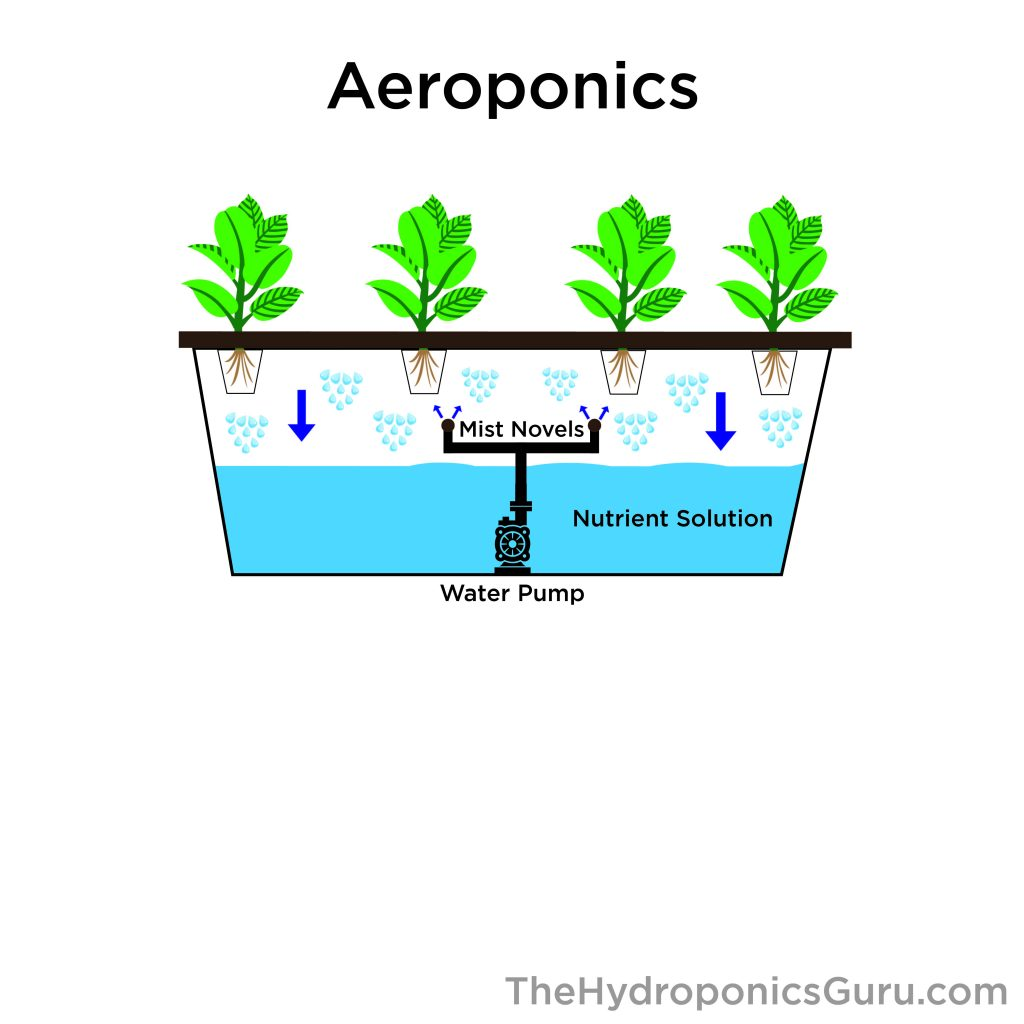 Aeroponics
Mist Novels
Nutrient Solution
Water Pump
TheHydroponicsGuru.com